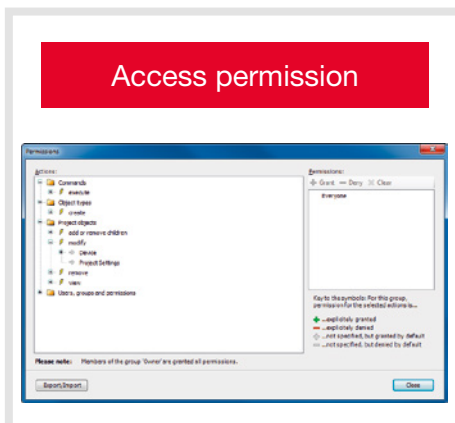 Access permission
Permissions
Actions:
Commands
execute
Object types
create
Project objects
add or remove children
modify
Device
Project Settings
remove
view
Users, groups and permissions
Permissions:
Grant Deny Clear
Everyone
Key to the symbols: For this group,
permission for the selected actions is...
...explicitely granted
...explicitely denied
...not specified, but granted by default
...not specified, but denied by default
Please note: Members of the group 'Owner' are granted all permissions.
Export/Import
Close